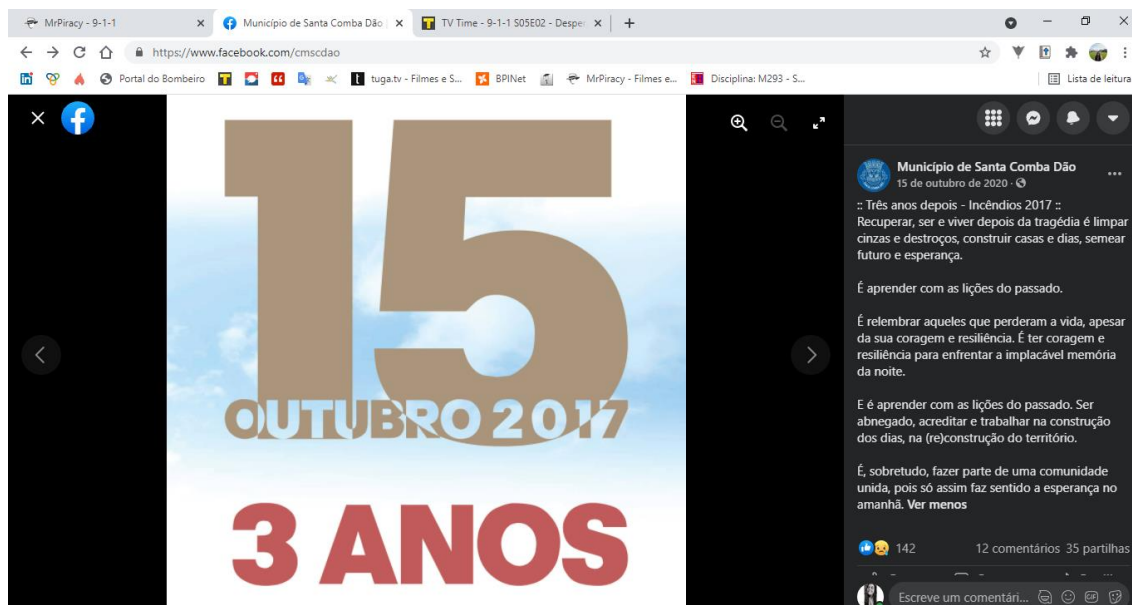 MrPiracy - 9-1-1
Município de Santa Comba Dão
TV Time - 9-1-1 S05E02 - Desper
https://www.facebook.com/cmscdao
Portal do Bombeiro
tuga.tv - Filmes e S...
BPINet
MrPiracy - Filmes e...
Disciplina: M293 - S...
Lista de leitura
15
OUTUBRO 2017
3 ANOS
Município de Santa Comba Dão
15 de outubro de 2020 ·
:: Três anos depois - Incêndios 2017 ::
Recuperar, ser e viver depois da tragédia é limpar
cinzas e destroços, construir casas e dias, semear
futuro e esperança.
É aprender com as lições do passado.
É relembrar aqueles que perderam a vida, apesar
da sua coragem e resiliência. É ter coragem e
resiliência para enfrentar a implacável memória
da noite.
E é aprender com as lições do passado. Ser
abnegado, acreditar e trabalhar na construção
dos dias, na (re)construção do território.
É, sobretudo, fazer parte de uma comunidade
unida, pois só assim faz sentido a esperança no
amanhã. Ver menos
142
12 comentários 35 partilhas
Escreve um comentári...
GIF